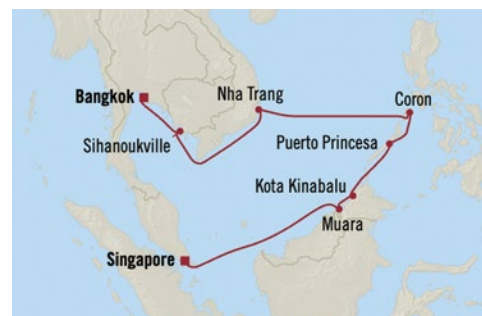 Bangkok
Nha Trang
Coron
Sihanoukville
Puerto Princesa
Kota Kinabalu
Muara
Singapore